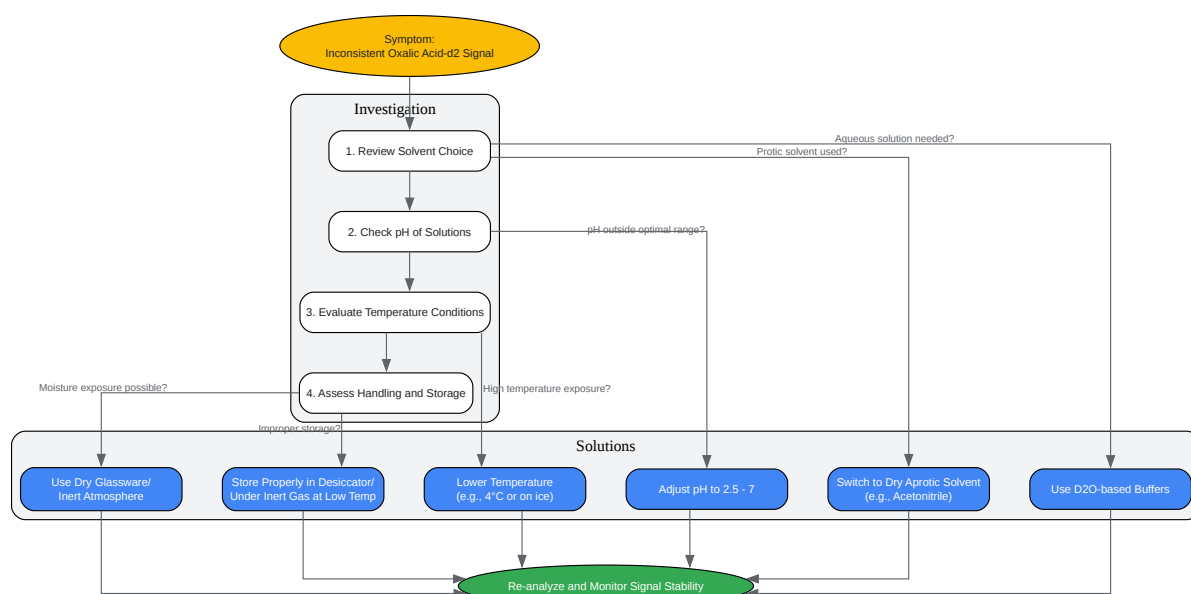 Symptom:
Inconsistent Oxalic Acid-d2 Signal
Investigation
1. Review Solvent Choice
Aqueous solution needed?
Protic solvent used?
2. Check pH of Solutions
pH outside optimal range?
3. Evaluate Temperature Conditions
4. Assess Handling and Storage
Moisture exposure possible?
High temperature exposure?
Improper storage?
Solutions
Use Dry Glassware/
Inert Atmosphere
Store Properly in Desiccator/
Under Inert Gas at Low Temp
Lower Temperature
(e.g., 4°C or on ice)
Adjust pH to 2.5 - 7
Switch to Dry Aprotic Solvent
(e.g., Acetonitrile)
Use D2O-based Buffers
Re-analyze and Monitor Signal Stability